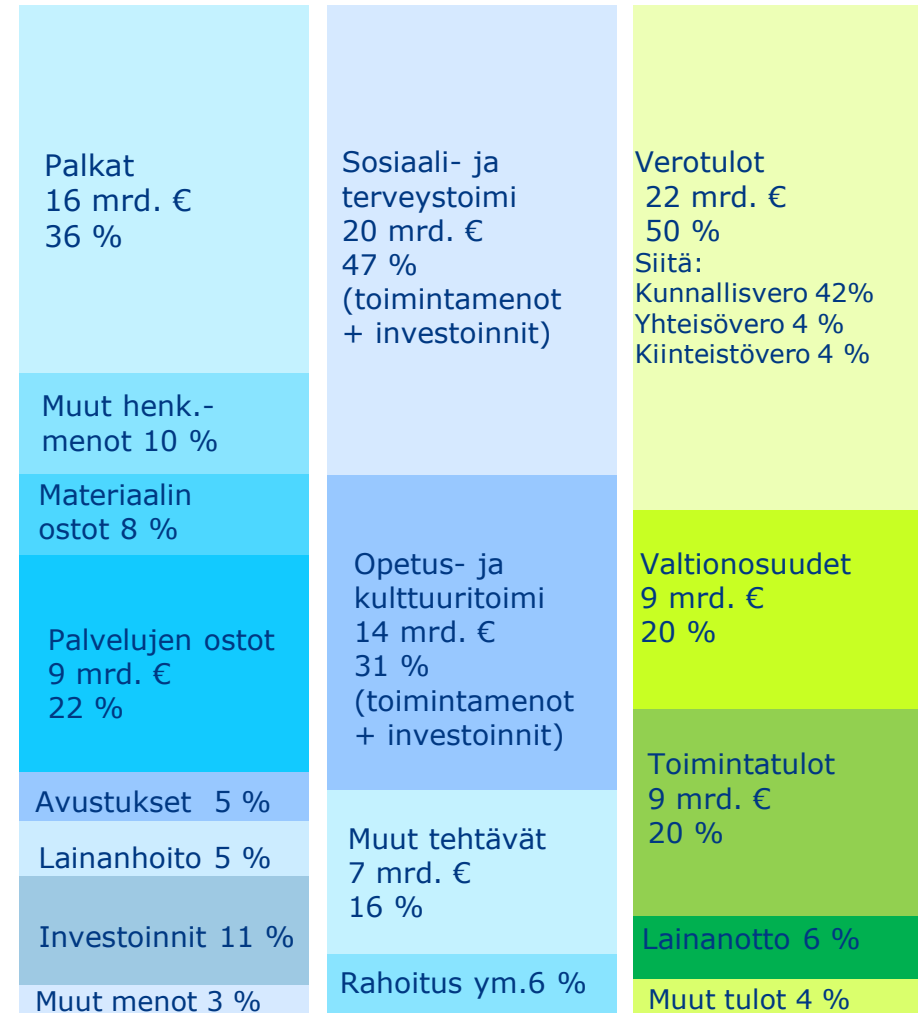 Palkat
16 mrd. €
36 %
Muut henk.-
menot 10 %
Materiaalin
ostot 8 %
Palvelujen ostot
9 mrd. €
22 %
Avustukset 5 %
Lainanhoito 5 %
Investoinnit 11 %
Muut menot 3 %
Sosiaali- ja
terveystoimi
20 mrd. €
47 %
(toimintamenot
+ investoinnit)
Opetus- ja
kulttuuritoimi
14 mrd. €
31 %
(toimintamenot
+ investoinnit)
Muut tehtävät
7 mrd. €
16 %
Rahoitus ym.6 %
Verotulot
22 mrd. €
50 %
Siitä:
Kunnallisvero 42%
Yhteisövero 4 %
Kiinteistövero 4 %
Valtionosuudet
9 mrd. €
20 %
Toimintatulot
9 mrd. €
20 %
Lainanotto 6 %
Muut tulot 4 %